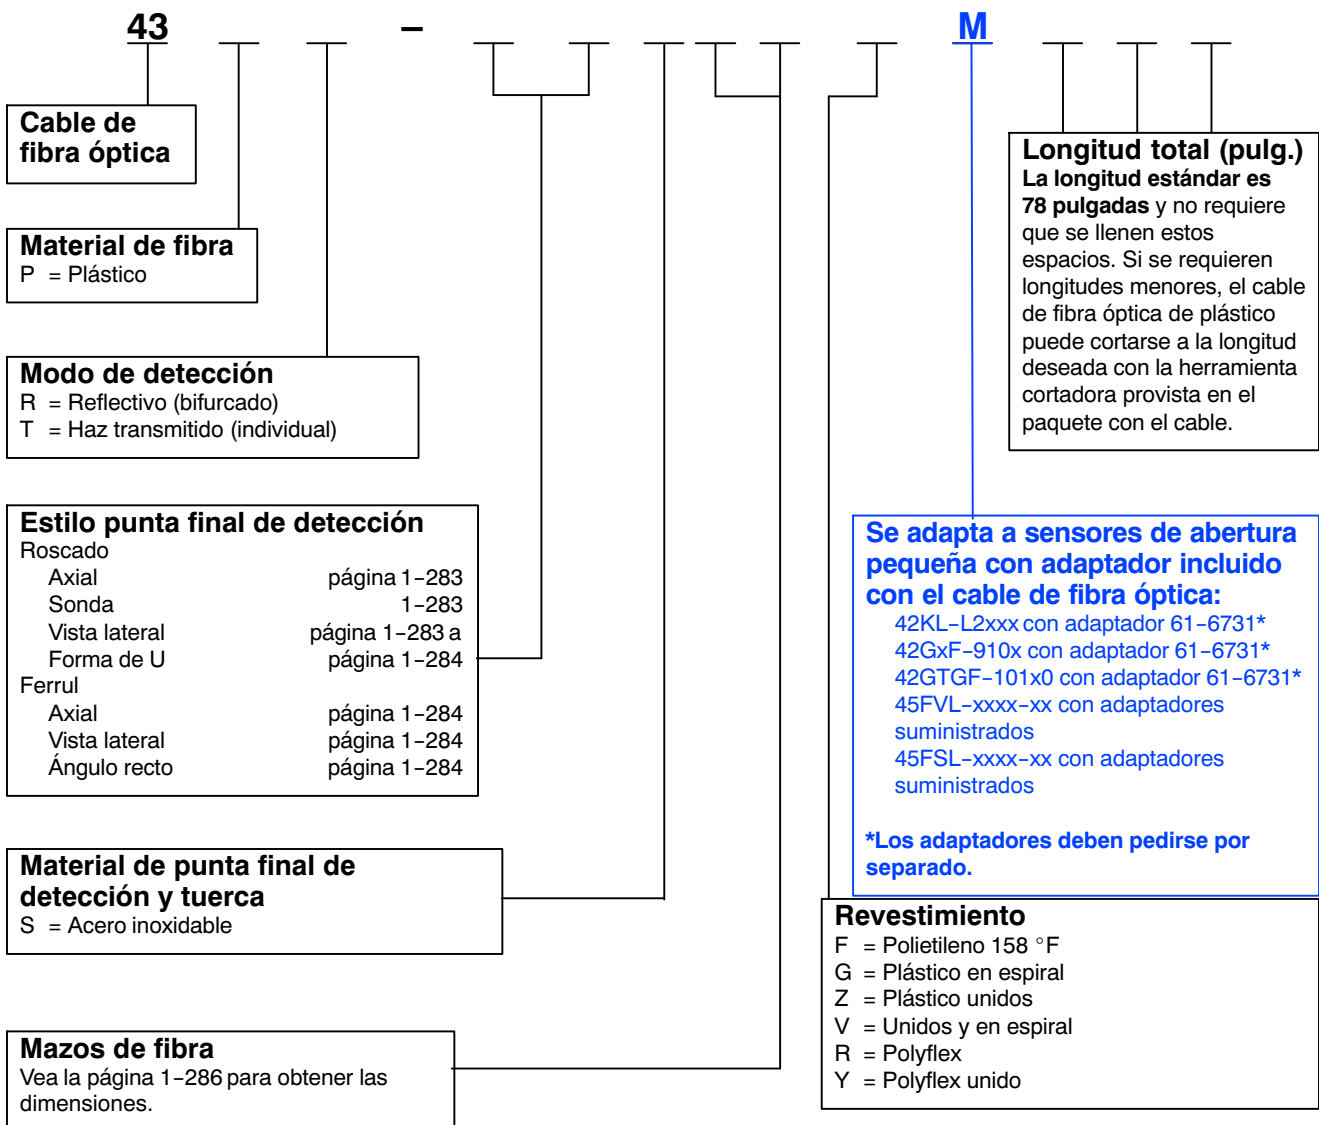 43 – M
Cable de
fibra óptica
Material de fibra
P = Plástico
Modo de detección
R = Reflectivo (bifurcado)
T = Haz transmitido (individual)
Estilo punta final de detección
Roscado
Axial página 1-283
Sonda 1-283
Vista lateral página 1-283 a
Forma de U página 1-284
Ferrul
Axial página 1-284
Vista lateral página 1-284
Ángulo recto página 1-284
Material de punta final de
detección y tuerca
S = Acero inoxidable
Mazos de fibra
Vea la página 1-286 para obtener las
dimensiones.
Longitud total (pulg.)
La longitud estándar es
78 pulgadas y no requiere
que se llenen estos
espacios. Si se requieren
longitudes menores, el cable
de fibra óptica de plástico
puede cortarse a la longitud
deseada con la herramienta
cortadora provista en el
paquete con el cable.
Se adapta a sensores de abertura
pequeña con adaptador incluido
con el cable de fibra óptica:
42KL-L2xxx con adaptador 61-6731*
42GxF-910x con adaptador 61-6731*
42GTGF-101x0 con adaptador 61-6731*
45FVL-xxxx-xx con adaptadores
suministrados
45FSL-xxxx-xx con adaptadores
suministrados
*Los adaptadores deben pedirse por
separado.
Revestimiento
F = Polietileno 158 °F
G = Plástico en espiral
Z = Plástico unidos
V = Unidos y en espiral
R = Polyflex
Y = Polyflex unido